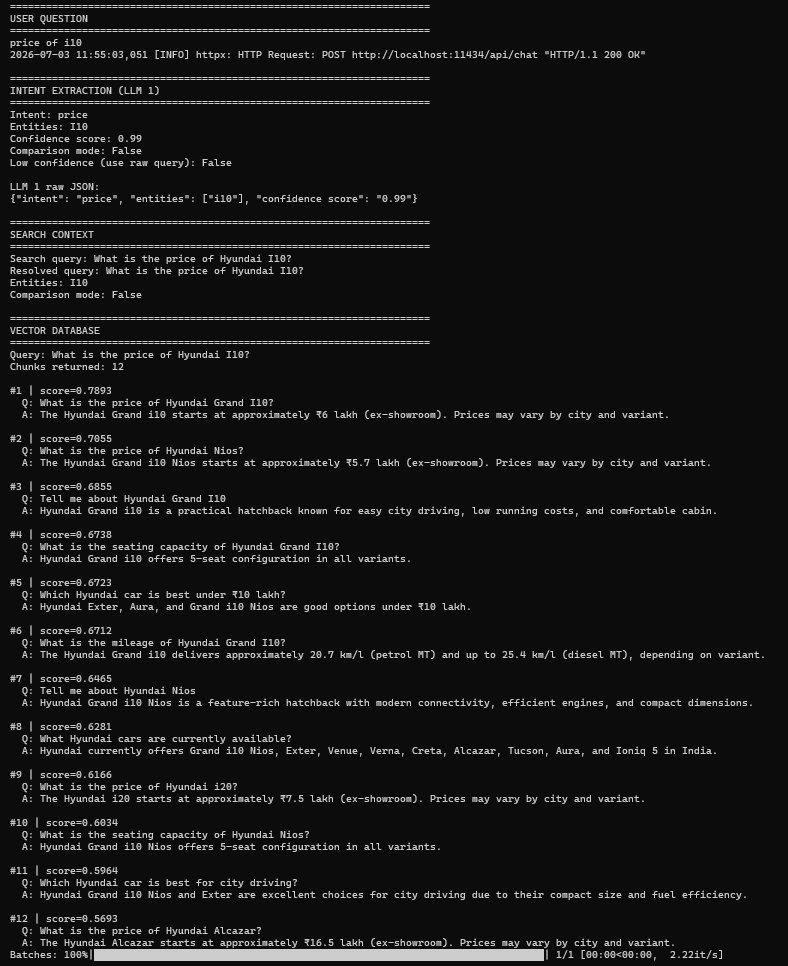 ======================================================================
USER QUESTION
======================================================================
price of i10
2026-07-03 11:55:03,051 [INFO] httpx: HTTP Request: POST http://localhost:11434/api/chat "HTTP/1.1 200 OK"

======================================================================
INTENT EXTRACTION (LLM 1)
======================================================================
Intent: price
Entities: I10
Confidence score: 0.99
Comparison mode: False
Low confidence (use raw query): False

LLM 1 raw JSON:
{"intent": "price", "entities": ["i10"], "confidence score": "0.99"}

======================================================================
SEARCH CONTEXT
======================================================================
Search query: What is the price of Hyundai I10?
Resolved query: What is the price of Hyundai I10?
Entities: I10
Comparison mode: False

======================================================================
VECTOR DATABASE
======================================================================
Query: What is the price of Hyundai I10?
Chunks returned: 12

#1 | score=0.7893
  Q: What is the price of Hyundai Grand I10?
  A: The Hyundai Grand i10 starts at approximately ₹6 lakh (ex-showroom). Prices may vary by city and variant.

#2 | score=0.7055
  Q: What is the price of Hyundai Nios?
  A: The Hyundai Grand i10 Nios starts at approximately ₹5.7 lakh (ex-showroom). Prices may vary by city and variant.

#3 | score=0.6855
  Q: Tell me about Hyundai Grand I10
  A: Hyundai Grand i10 is a practical hatchback known for easy city driving, low running costs, and comfortable cabin.

#4 | score=0.6738
  Q: What is the seating capacity of Hyundai Grand I10?
  A: Hyundai Grand i10 offers 5-seat configuration in all variants.

#5 | score=0.6723
  Q: Which Hyundai car is best under ₹10 lakh?
  A: Hyundai Exter, Aura, and Grand i10 Nios are good options under ₹10 lakh.

#6 | score=0.6712
  Q: What is the mileage of Hyundai Grand I10?
  A: The Hyundai Grand i10 delivers approximately 20.7 km/l (petrol MT) and up to 25.4 km/l (diesel MT), depending on variant.

#7 | score=0.6465
  Q: Tell me about Hyundai Nios
  A: Hyundai Grand i10 Nios is a feature-rich hatchback with modern connectivity, efficient engines, and compact dimensions.

#8 | score=0.6281
  Q: What Hyundai cars are currently available?
  A: Hyundai currently offers Grand i10 Nios, Exter, Venue, Verna, Creta, Alcazar, Tucson, Aura, and Ioniq 5 in India.

#9 | score=0.6166
  Q: What is the price of Hyundai i20?
  A: The Hyundai i20 starts at approximately ₹7.5 lakh (ex-showroom). Prices may vary by city and variant.

#10 | score=0.6034
  Q: What is the seating capacity of Hyundai Nios?
  A: Hyundai Grand i10 Nios offers 5-seat configuration in all variants.

#11 | score=0.5964
  Q: Which Hyundai car is best for city driving?
  A: Hyundai Grand i10 Nios and Exter are excellent choices for city driving due to their compact size and fuel efficiency.

#12 | score=0.5693
  Q: What is the price of Hyundai Alcazar?
  A: The Hyundai Alcazar starts at approximately ₹16.5 lakh (ex-showroom). Prices may vary by city and variant.
Batches: 100%| | 1/1 [00:00<00:00,  2.22it/s]